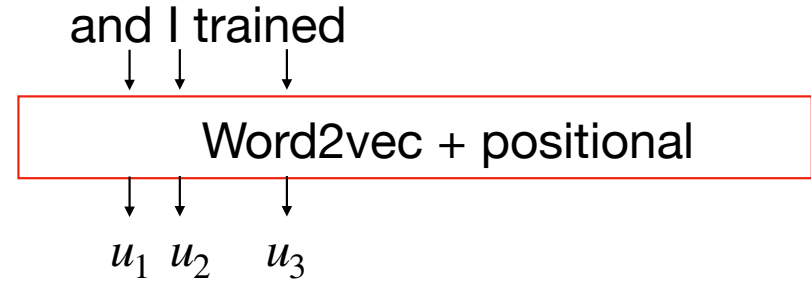 and I trained
Word2vec + positional
u₁ u₂ u₃